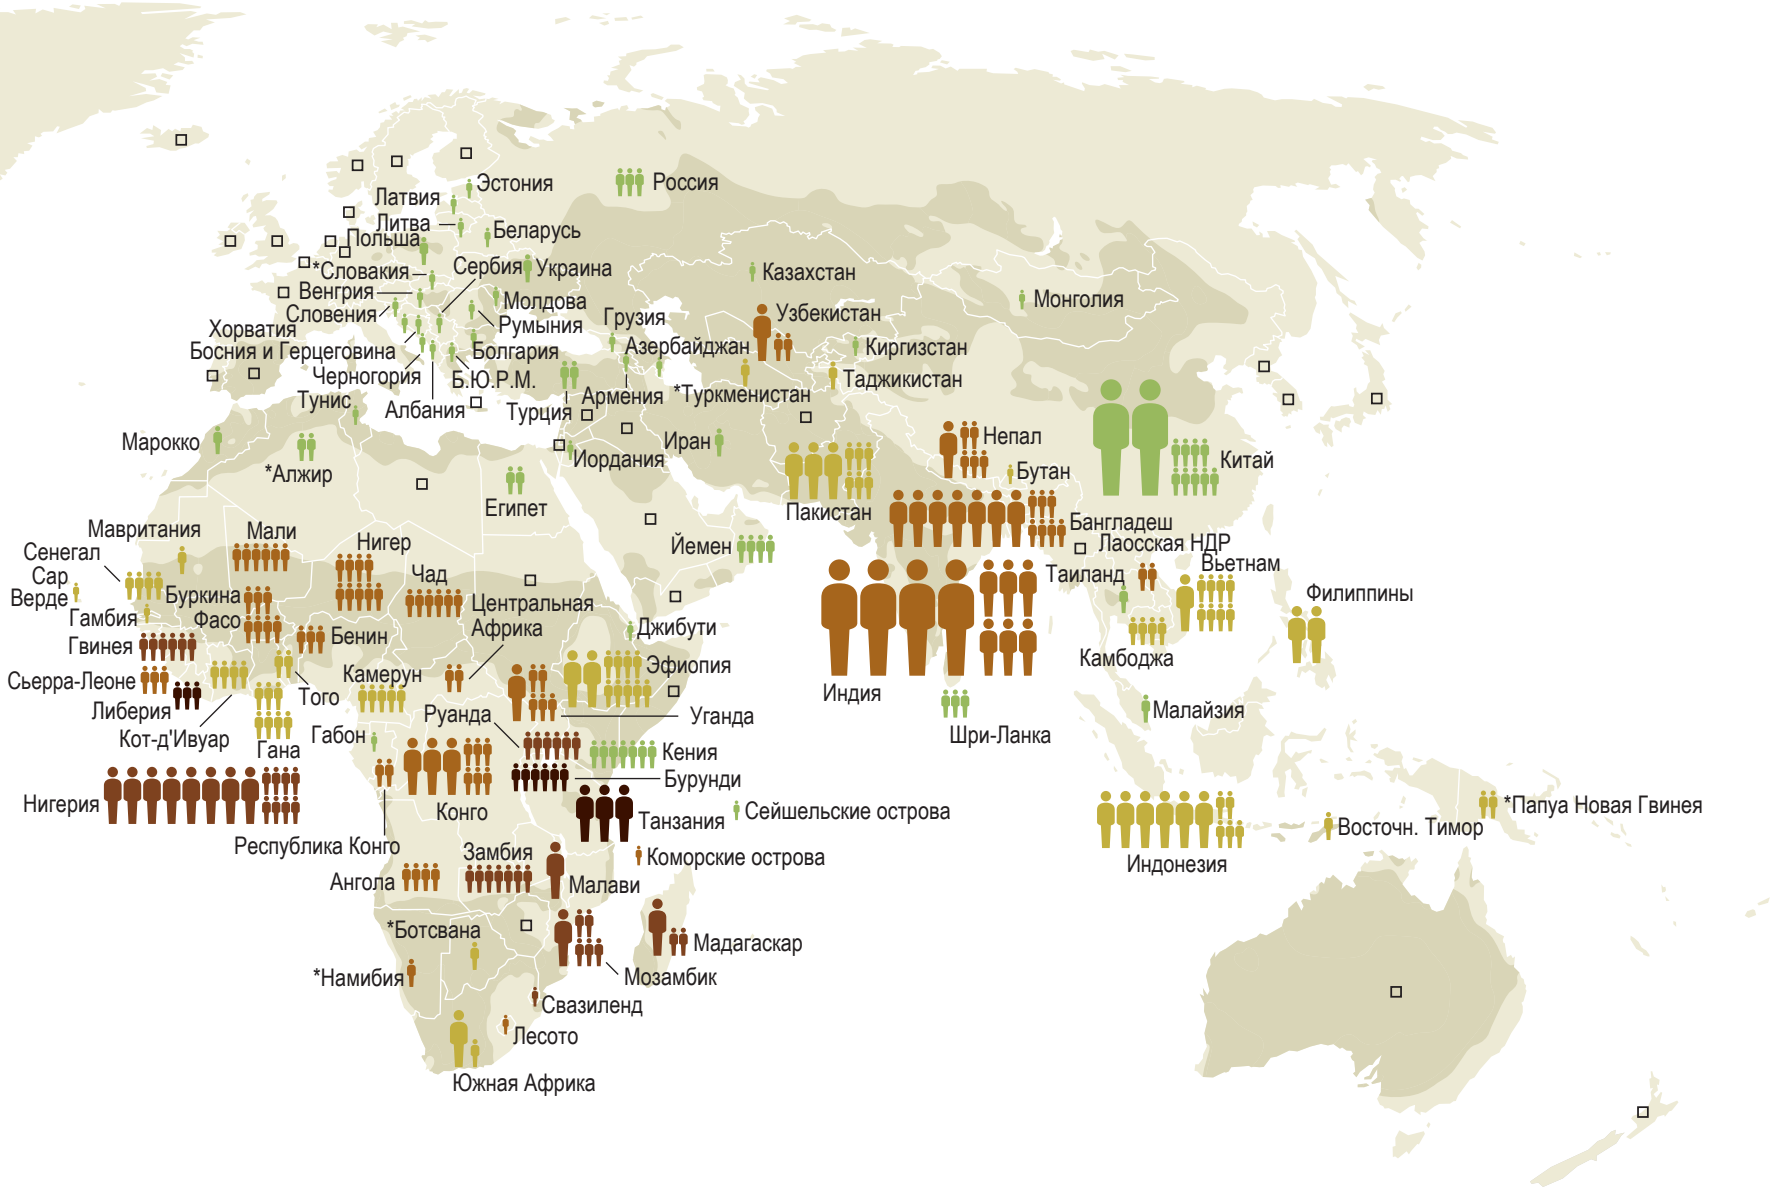 Эстония
Россия
Латвия
Литва
Беларусь
Польша
*Словакия
Сербия
Украина
Казахстан
Венгрия
Молдова
Монголия
Словения
Румыния
Грузия
Узбекистан
Хорватия
Азербайджан
Киргизстан
Босния и Герцеговина
Болгария
Черногория
Б.Ю.Р.М.
Армения
*Туркменистан
Таджикистан
Тунис
Албания
Турция
Марокко
Иран
Непал
*Алжир
Иордания
Бутан
Китай
Египет
Пакистан
Бангладеш
Мавритания
Мали
Нигер
Йемен
Лаосская НДР
Сенегал
Вьетнам
Сар
Верде
Чад
Таиланд
Буркина
Фасо
Центральная
Африка
Филиппины
Гамбия
Джибути
Гвинея
Бенин
Эфиопия
Камбоджа
Сьерра-Леоне
Камерун
Индия
Того
Либерия
Руанда
Уганда
Малайзия
Кот-д'Ивуар
Гана
Габон
Кения
Шри-Ланка
Бурунди
Нигерия
Конго
Танзания
Сейшельские острова
*Папуа Новая Гвинея
Восточн. Тимор
Республика Конго
Замбия
Коморские острова
Индонезия
Ангола
Малави
*Ботсвана
Мадагаскар
*Намибия
Мозамбик
Свазиленд
Лесото
Южная Африка